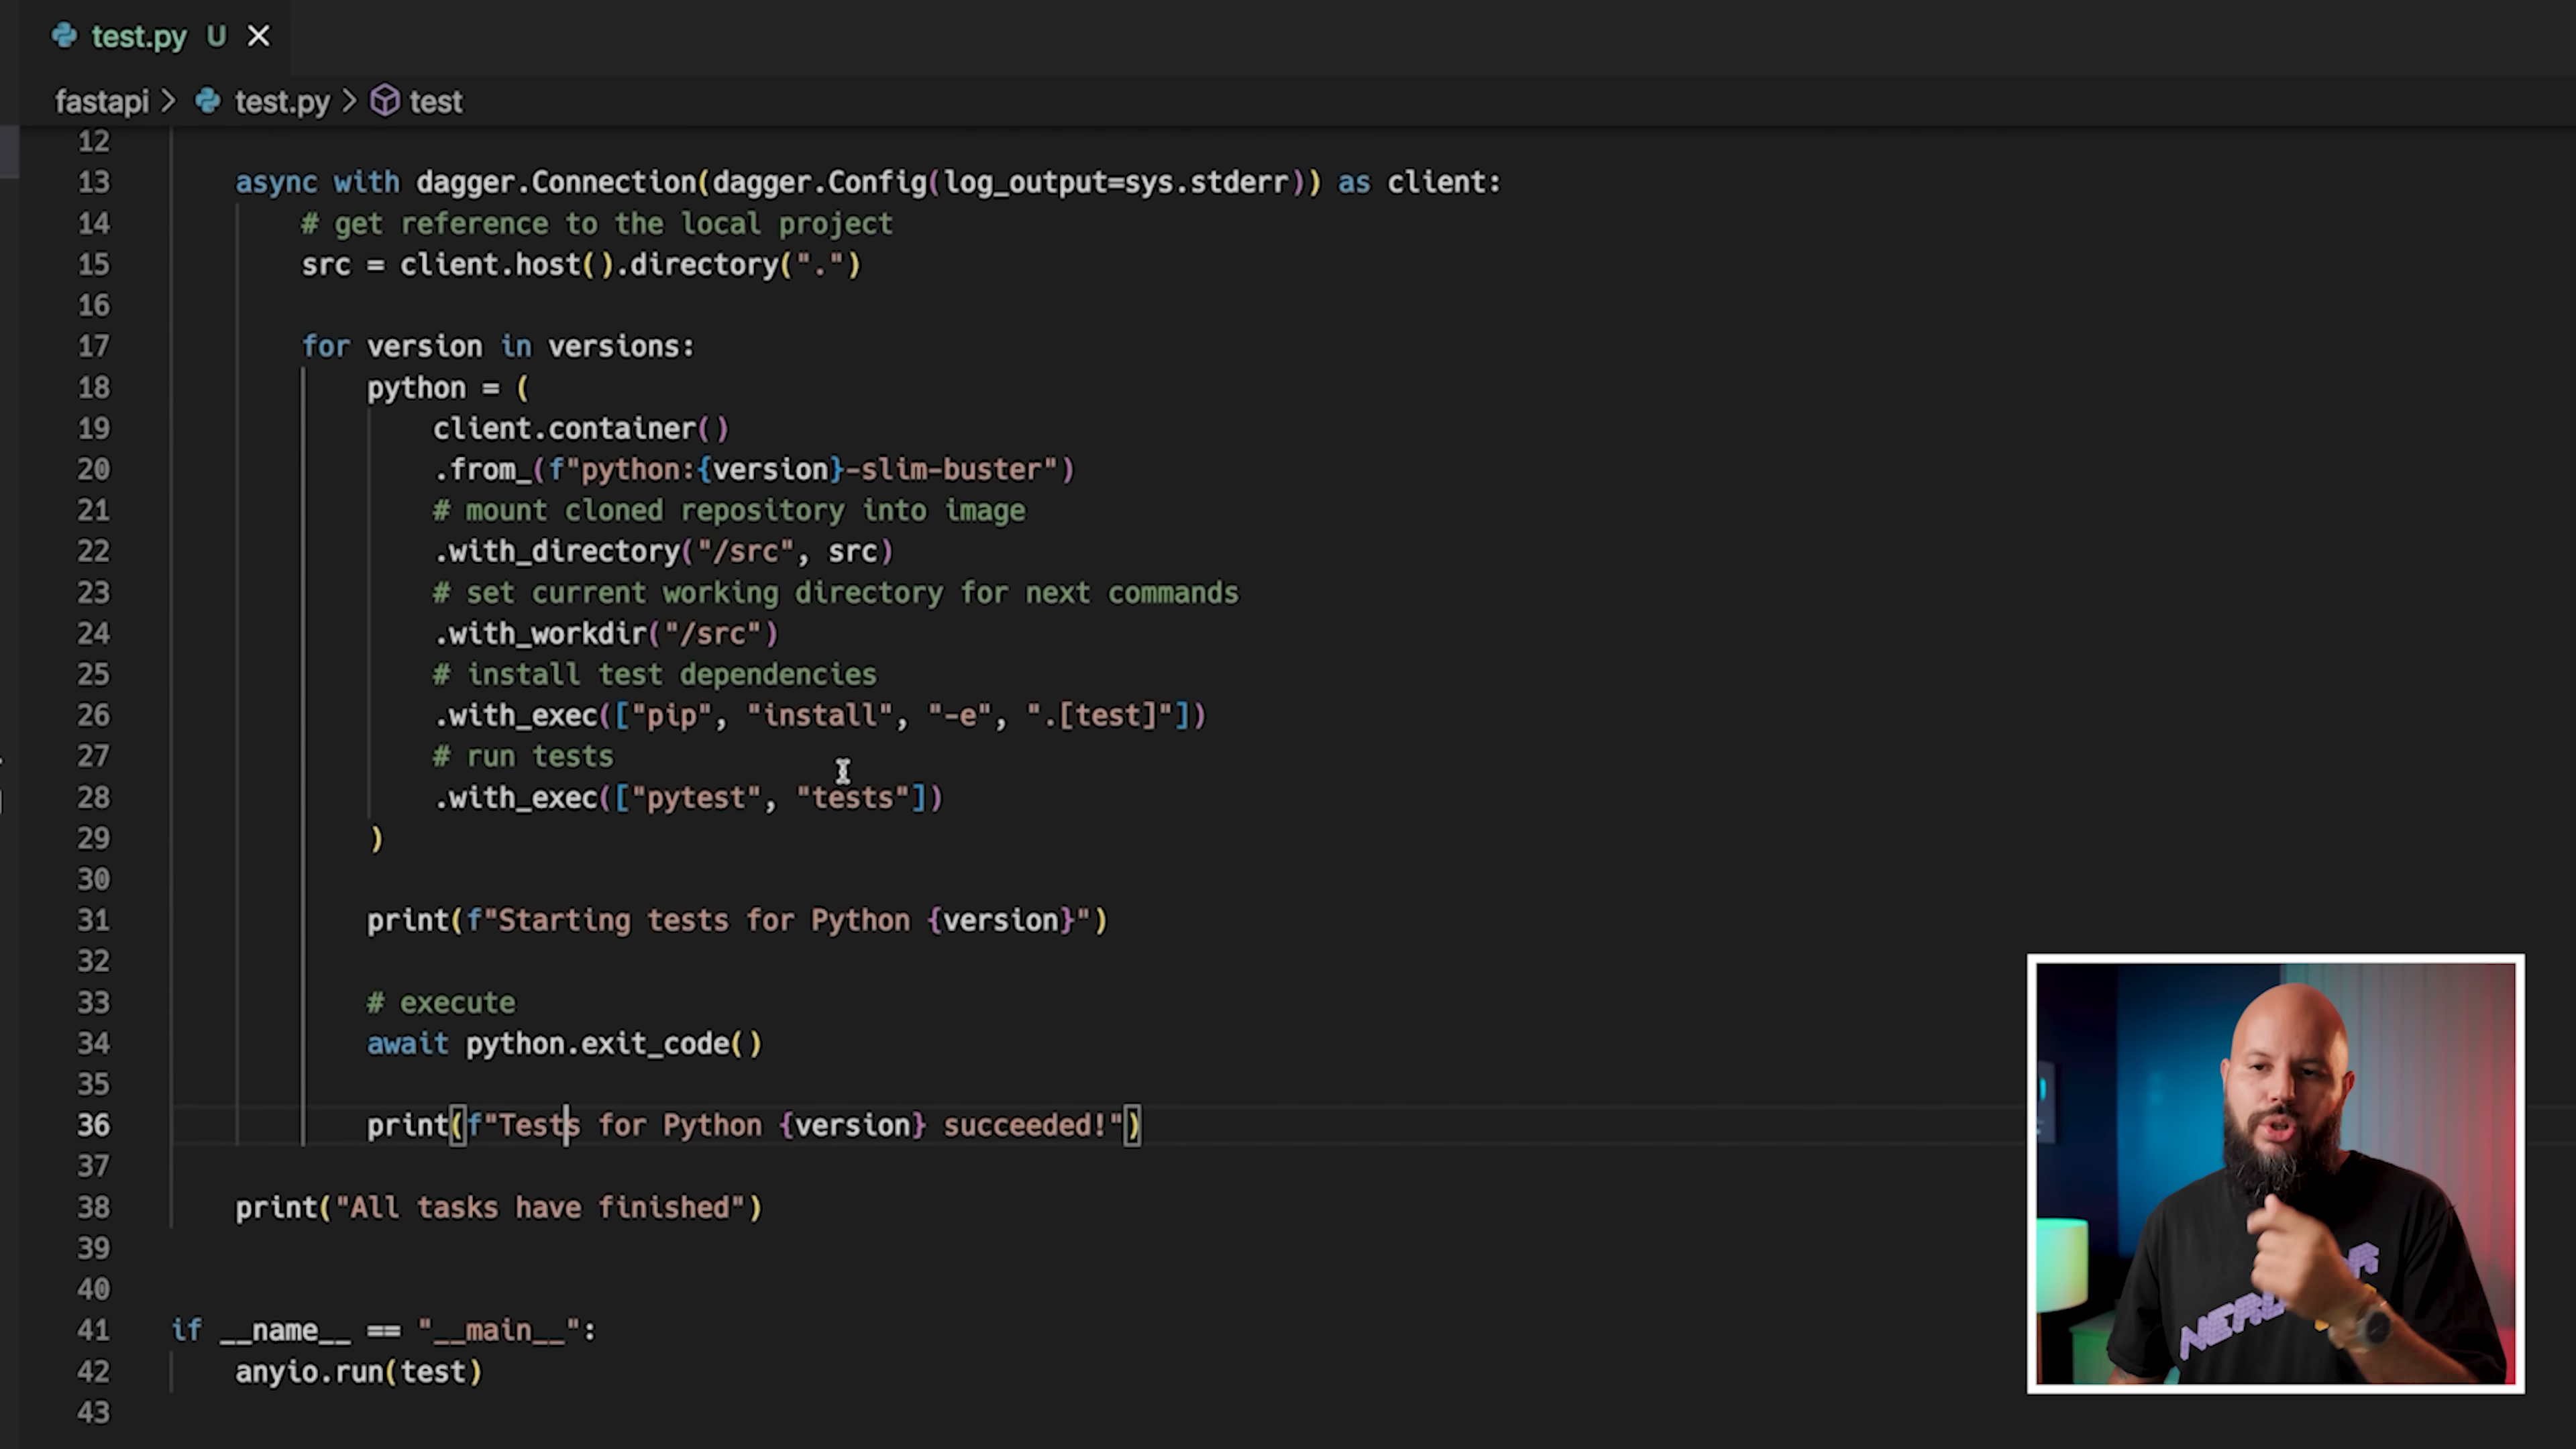 test.py U
fastapi > test.py > test
12
13 async with dagger.Connection(dagger.Config(log_output=sys.stderr)) as client:
14 # get reference to the local project
15 src = client.host().directory(".")
16
17 for version in versions:
18 python = (
19 client.container()
20 .from_(f"python:{version}-slim-buster")
21 # mount cloned repository into image
22 .with_directory("/src", src)
23 # set current working directory for next commands
24 .with_workdir("/src")
25 # install test dependencies
26 .with_exec(["pip", "install", "-e", ".[test]"])
27 # run tests
28 .with_exec(["pytest", "tests"])
29 )
30
31 print(f"Starting tests for Python {version}")
32
33 # execute
34 await python.exit_code()
35
36 print(f"Tests for Python {version} succeeded!")
37
38 print("All tasks have finished")
39
40
41 if __name__ == "__main__":
42 anyio.run(test)
43